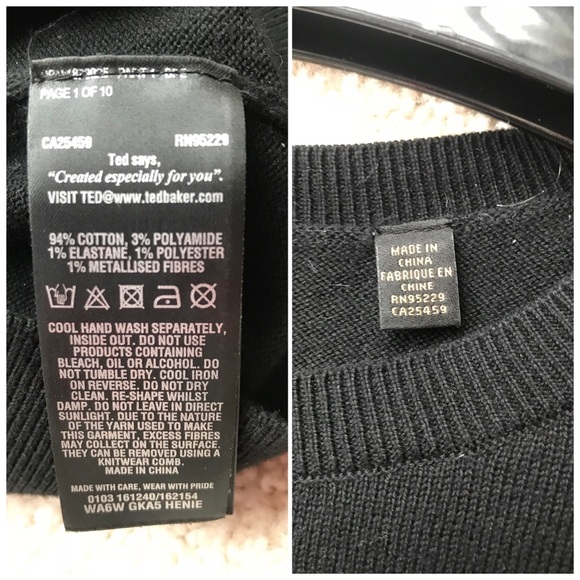 PAGE 1 OF 10
CA25459 RN95229
Ted says,
"Created especially for you".
VISIT TED@www.tedbaker.com
94% COTTON, 3% POLYAMIDE
1% ELASTANE, 1% POLYESTER
1% METALLISED FIBRES
COOL HAND WASH SEPARATELY,
INSIDE OUT. DO NOT USE
PRODUCTS CONTAINING
BLEACH, OIL OR ALCOHOL. DO
NOT TUMBLE DRY. COOL IRON
ON REVERSE. DO NOT DRY
CLEAN. RE-SHAPE WHILST
DAMP. DO NOT LEAVE IN DIRECT
SUNLIGHT. DUE TO THE NATURE
OF THE YARN USED TO MAKE
THIS GARMENT, EXCESS FIBRES
MAY COLLECT ON THE SURFACE.
THEY CAN BE REMOVED USING A
KNITWEAR COMB.
MADE IN CHINA
MADE WITH CARE, WEAR WITH PRIDE
0103 161240/162154
WA6W GKA5 HENIE
MADE IN
CHINA
FABRIQUE EN
CHINE
RN95229
CA25459